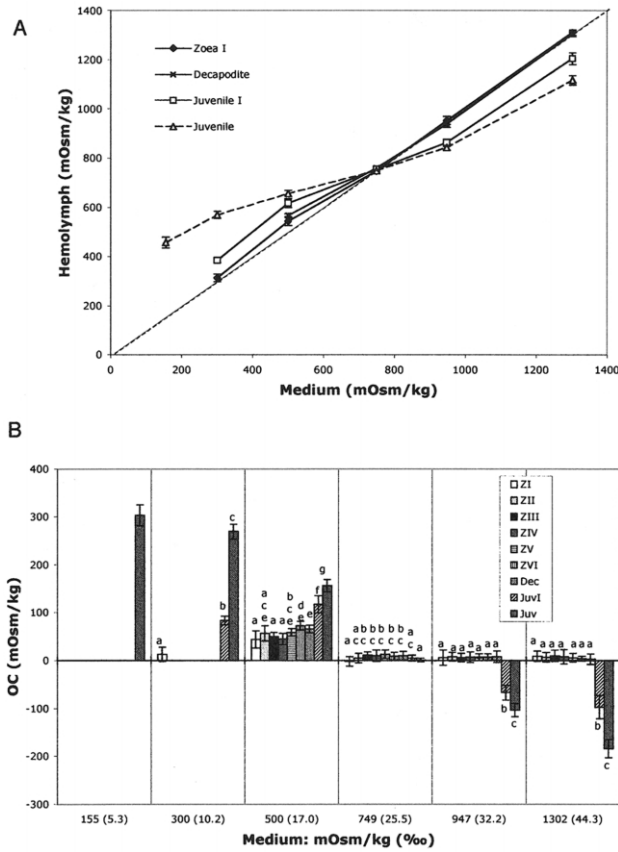 A
Zoea I
Decapodite
Juvenile I
Juvenile
Hemolymph (mOsm/kg)
1400
1200
1000
800
600
400
200
0
0 200 400 600 800 1000 1200 1400
Medium (mOsm/kg)
B
OC (mOsm/kg)
400
300
200
100
0
-100
-200
-300
ZI
ZII
ZIII
ZIV
ZV
ZVI
Dec
JuvI
Juv
a b c
a a c e a a b c e d e e f g
a a c b c b c b c b c b c a c a
a a a a a a a b c
a a a a a a a b c
155 (5.3) 300 (10.2) 500 (17.0) 749 (25.5) 947 (32.2) 1302 (44.3)
Medium: mOsm/kg (‰)